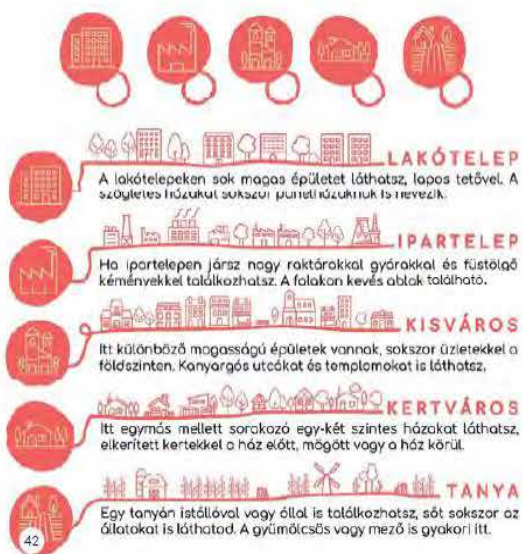 LAKÓTELEP
A lakótelepeken sok magas épületet láthatsz, lapos tetővel. A
szögletes házakat sokszor panelházaknak is nevezik.
IPARTELEP
Ha ipartelepen jársz nagy raktárakkal gyárakkal és füstölgő
kéményekkel találkozhatsz. A falakon kevés ablak található.
KISVÁROS
Itt különböző magasságú épületek vannak, sokszor üzletekkel a
földszinten. Kanyargós utcákat és templomokat is láthatsz.
KERTVÁROS
Itt egymás mellett sorakozó egy-két szintes házakat láthatsz,
elkerített kertekkel a ház előtt, mögött vagy a ház körül.
TANYA
Egy tanyán istállóval vagy óllal is találkozhatsz, sőt sokszor az
állatokat is láthatod. A gyümölcsös vagy mező is gyakori itt.
42